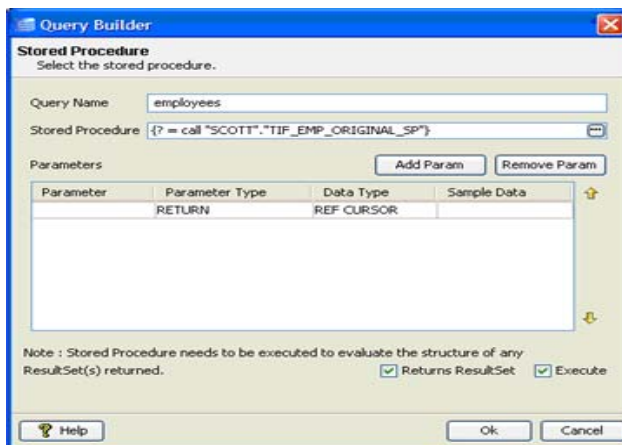 Query Builder
Stored Procedure
Select the stored procedure.
Query Name employees
Stored Procedure {? = call "SCOTT"."TIF_EMP_ORIGINAL_SP"}
Parameters Add Param Remove Param
Parameter Parameter Type Data Type Sample Data
RETURN REF CURSOR
Note : Stored Procedure needs to be executed to evaluate the structure of any
ResultSet(s) returned. Returns ResultSet Execute
Help Ok Cancel